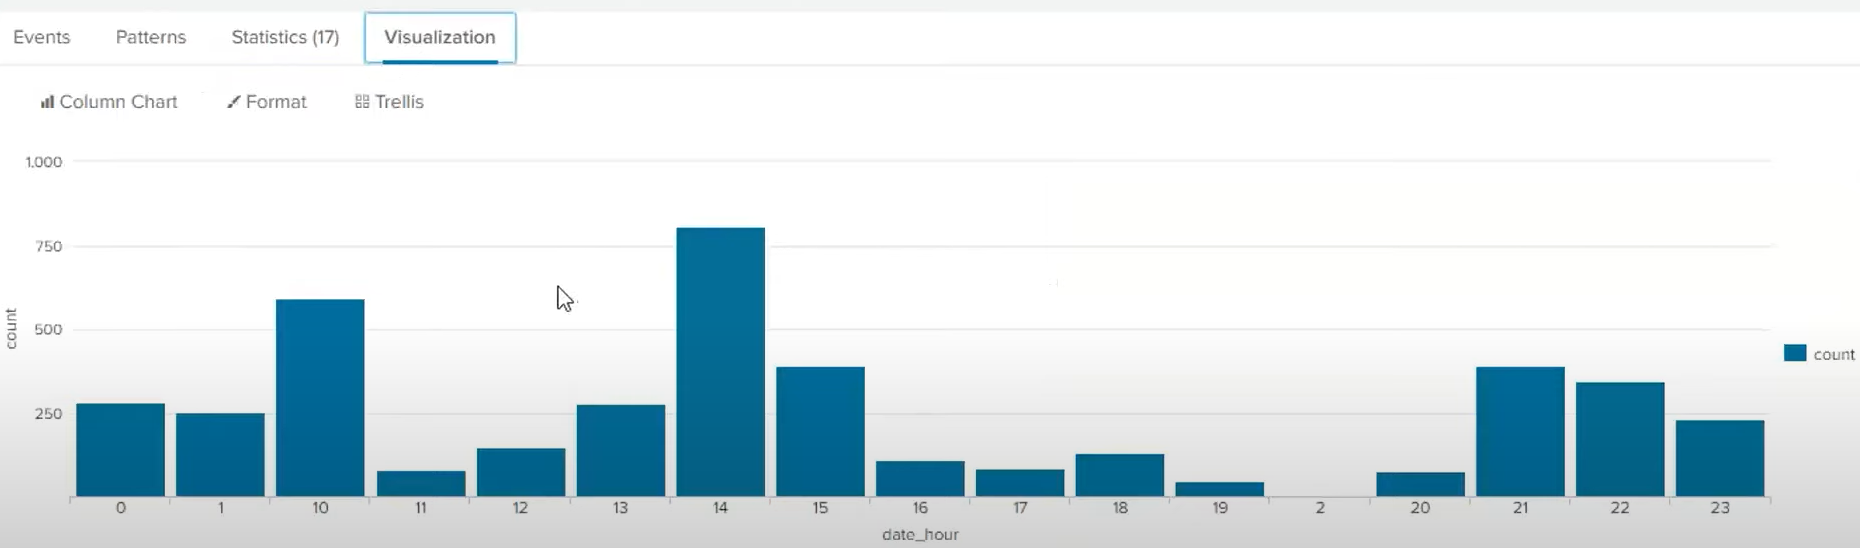 Events Patterns Statistics (17) Visualization
Column Chart Format Trellis
1,000
750
500
250
count
count
0 1 10 11 12 13 14 15 16 17 18 19 2 20 21 22 23
date_hour